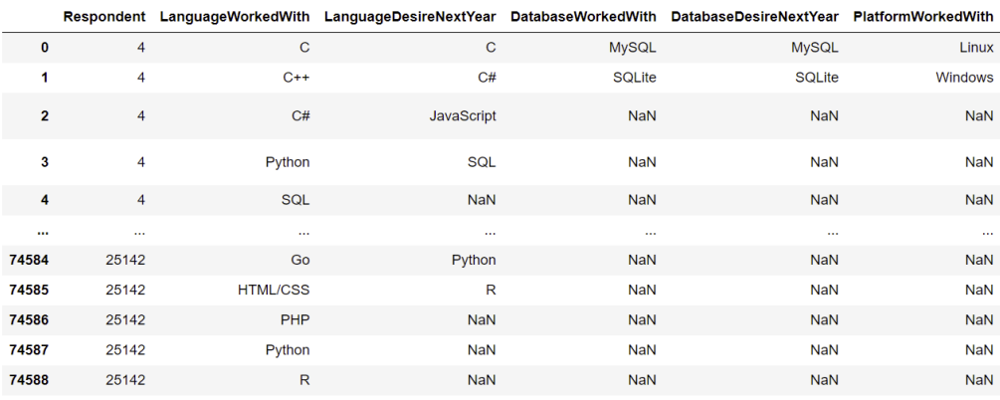 Respondent LanguageWorkedWith LanguageDesireNextYear DatabaseWorkedWith DatabaseDesireNextYear PlatformWorkedWith
0 4 C C MySQL MySQL Linux
1 4 C++ C# SQLite SQLite Windows
2 4 C# JavaScript NaN NaN NaN
3 4 Python SQL NaN NaN NaN
4 4 SQL NaN NaN NaN NaN
... ... ... ... ... ... ...
74584 25142 Go Python NaN NaN NaN
74585 25142 HTML/CSS R NaN NaN NaN
74586 25142 PHP NaN NaN NaN NaN
74587 25142 Python NaN NaN NaN NaN
74588 25142 R NaN NaN NaN NaN